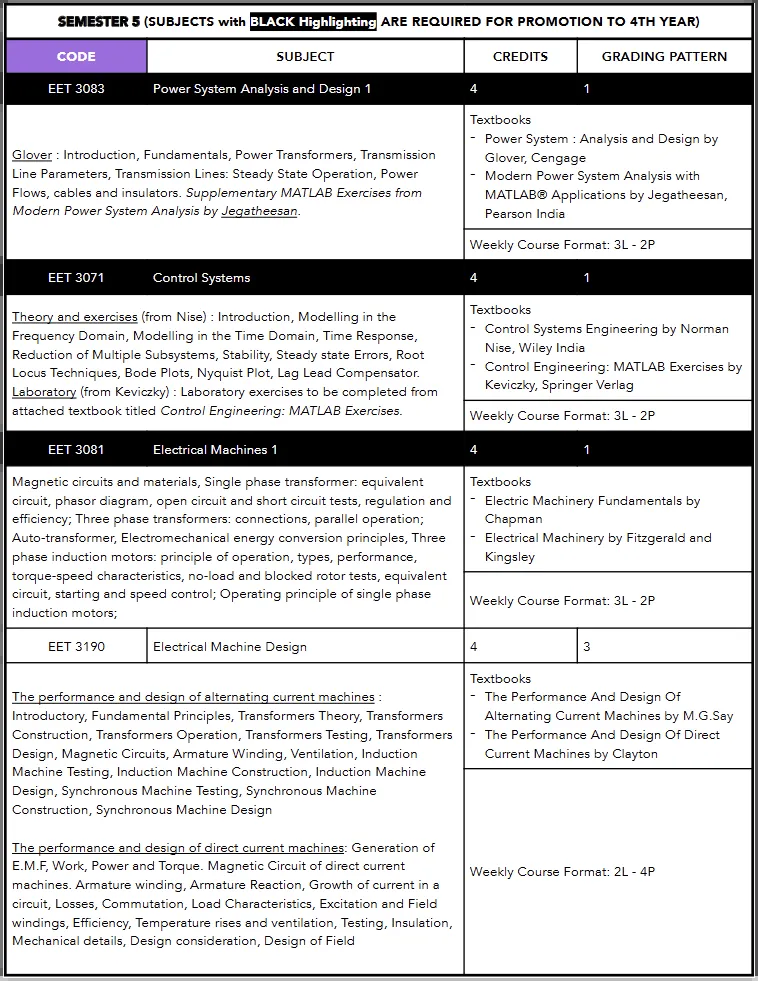 SEMESTER 5 (SUBJECTS with BLACK Highlighting ARE REQUIRED FOR PROMOTION TO 4TH YEAR)
CODE SUBJECT CREDITS GRADING PATTERN
EET 3083 Power System Analysis and Design 1 4 1
Glover : Introduction, Fundamentals, Power Transformers, Transmission
Line Parameters, Transmission Lines: Steady State Operation, Power
Flows, cables and insulators. Supplementary MATLAB Exercises from
Modern Power System Analysis by Jegatheesan.
Textbooks
- Power System : Analysis and Design by
Glover, Cengage
- Modern Power System Analysis with
MATLAB® Applications by Jegatheesan,
Pearson India
Weekly Course Format: 3L - 2P
EET 3071 Control Systems 4 1
Theory and exercises (from Nise) : Introduction, Modelling in the
Frequency Domain, Modelling in the Time Domain, Time Response,
Reduction of Multiple Subsystems, Stability, Steady state Errors, Root
Locus Techniques, Bode Plots, Nyquist Plot, Lag Lead Compensator.
Laboratory (from Keviczky) : Laboratory exercises to be completed from
attached textbook titled Control Engineering: MATLAB Exercises.
Textbooks
- Control Systems Engineering by Norman
Nise, Wiley India
- Control Engineering: MATLAB Exercises by
Keviczky, Springer Verlag
Weekly Course Format: 3L - 2P
EET 3081 Electrical Machines 1 4 1
Magnetic circuits and materials, Single phase transformer: equivalent
circuit, phasor diagram, open circuit and short circuit tests, regulation and
efficiency; Three phase transformers: connections, parallel operation;
Auto-transformer, Electromechanical energy conversion principles, Three
phase induction motors: principle of operation, types, performance,
torque-speed characteristics, no-load and blocked rotor tests, equivalent
circuit, starting and speed control; Operating principle of single phase
induction motors;
Textbooks
- Electric Machinery Fundamentals by
Chapman
- Electrical Machinery by Fitzgerald and
Kingsley
Weekly Course Format: 3L - 2P
EET 3190 Electrical Machine Design 4 3
The performance and design of alternating current machines :
Introductory, Fundamental Principles, Transformers Theory, Transformers
Construction, Transformers Operation, Transformers Testing, Transformers
Design, Magnetic Circuits, Armature Winding, Ventilation, Induction
Machine Testing, Induction Machine Construction, Induction Machine
Design, Synchronous Machine Testing, Synchronous Machine
Construction, Synchronous Machine Design
The performance and design of direct current machines: Generation of
E.M.F, Work, Power and Torque. Magnetic Circuit of direct current
machines. Armature winding, Armature Reaction, Growth of current in a
circuit, Losses, Commutation, Load Characteristics, Excitation and Field
windings, Efficiency, Temperature rises and ventilation, Testing, Insulation,
Mechanical details, Design consideration, Design of Field
Textbooks
- The Performance And Design Of
Alternating Current Machines by M.G.Say
- The Performance And Design Of Direct
Current Machines by Clayton
Weekly Course Format: 2L - 4P